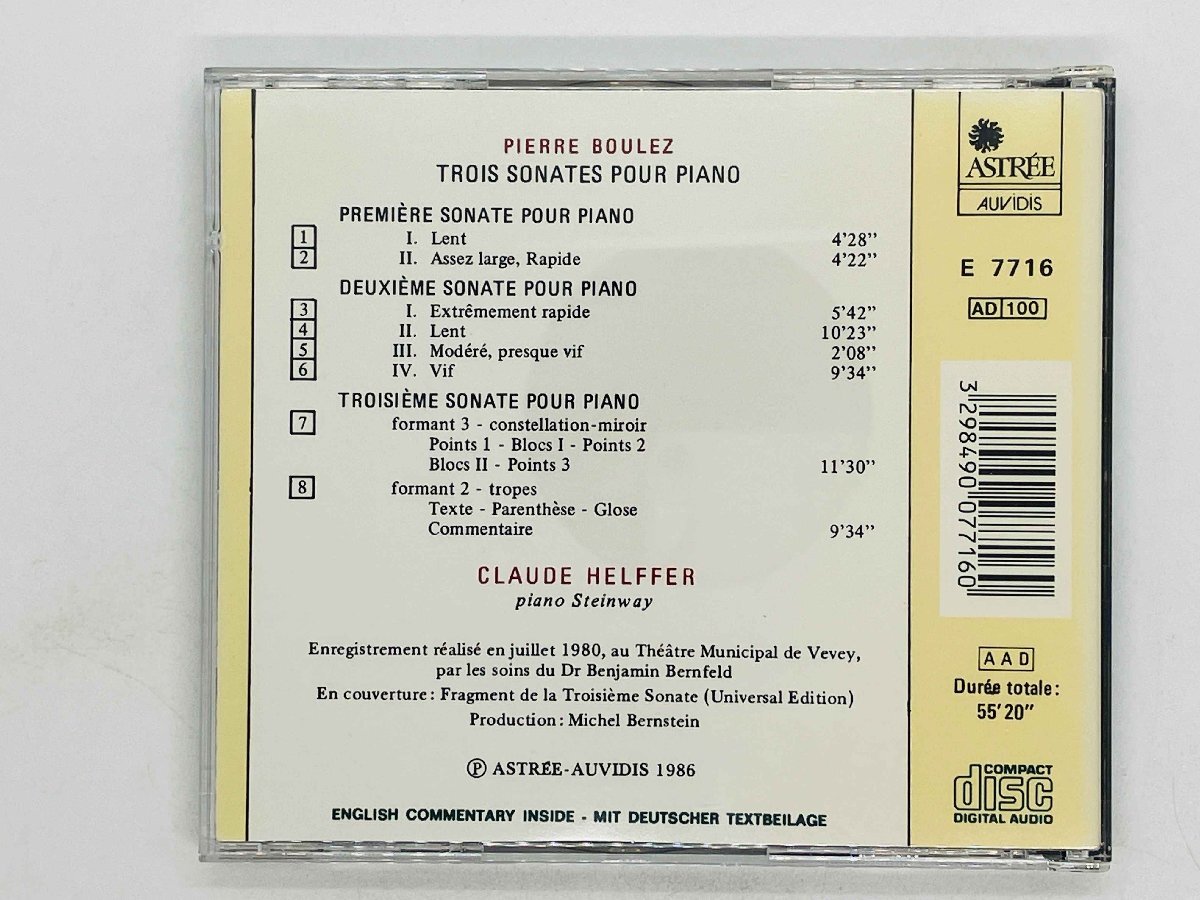 PIERRE BOULEZ
TROIS SONATES POUR PIANO
PREMIÈRE SONATE POUR PIANO
1 I. Lent 4'28"
2 II. Assez large, Rapide 4'22"
DEUXIÈME SONATE POUR PIANO
3 I. Extrêmement rapide 5'42"
4 II. Lent 10'23"
5 III. Modéré, presque vif 2'08"
6 IV. Vif 9'34"
TROISIÈME SONATE POUR PIANO
7 formant 3 - constellation-miroir
Points 1 - Blocs I - Points 2
Blocs II - Points 3 11'30"
8 formant 2 - tropes
Texte - Parenthèse - Glose
Commentaire 9'34"
CLAUDE HELFFER
piano Steinway
Enregistrement réalisé en juillet 1980, au Théâtre Municipal de Vevey,
par les soins du Dr Benjamin Bernfeld
En couverture : Fragment de la Troisième Sonate (Universal Edition)
Production : Michel Bernstein
Ⓟ ASTRÉE-AUVIDIS 1986
ENGLISH COMMENTARY INSIDE - MIT DEUTSCHER TEXTBEILAGE
ASTRÉE
AUVIDIS
E 7716
AD 100
3 298490 077160
AAD
Durée totale :
55'20"
COMPACT
disc
DIGITAL AUDIO